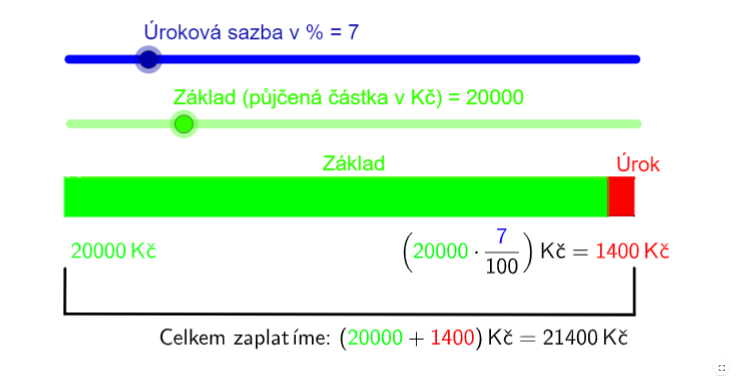 Úroková sazba v % = 7
Základ (půjčená částka v Kč) = 20000
Základ Úrok
20000 Kč (20000 · 7/100) Kč = 1400 Kč
Celkem zaplatíme: (20000 + 1400) Kč = 21400 Kč